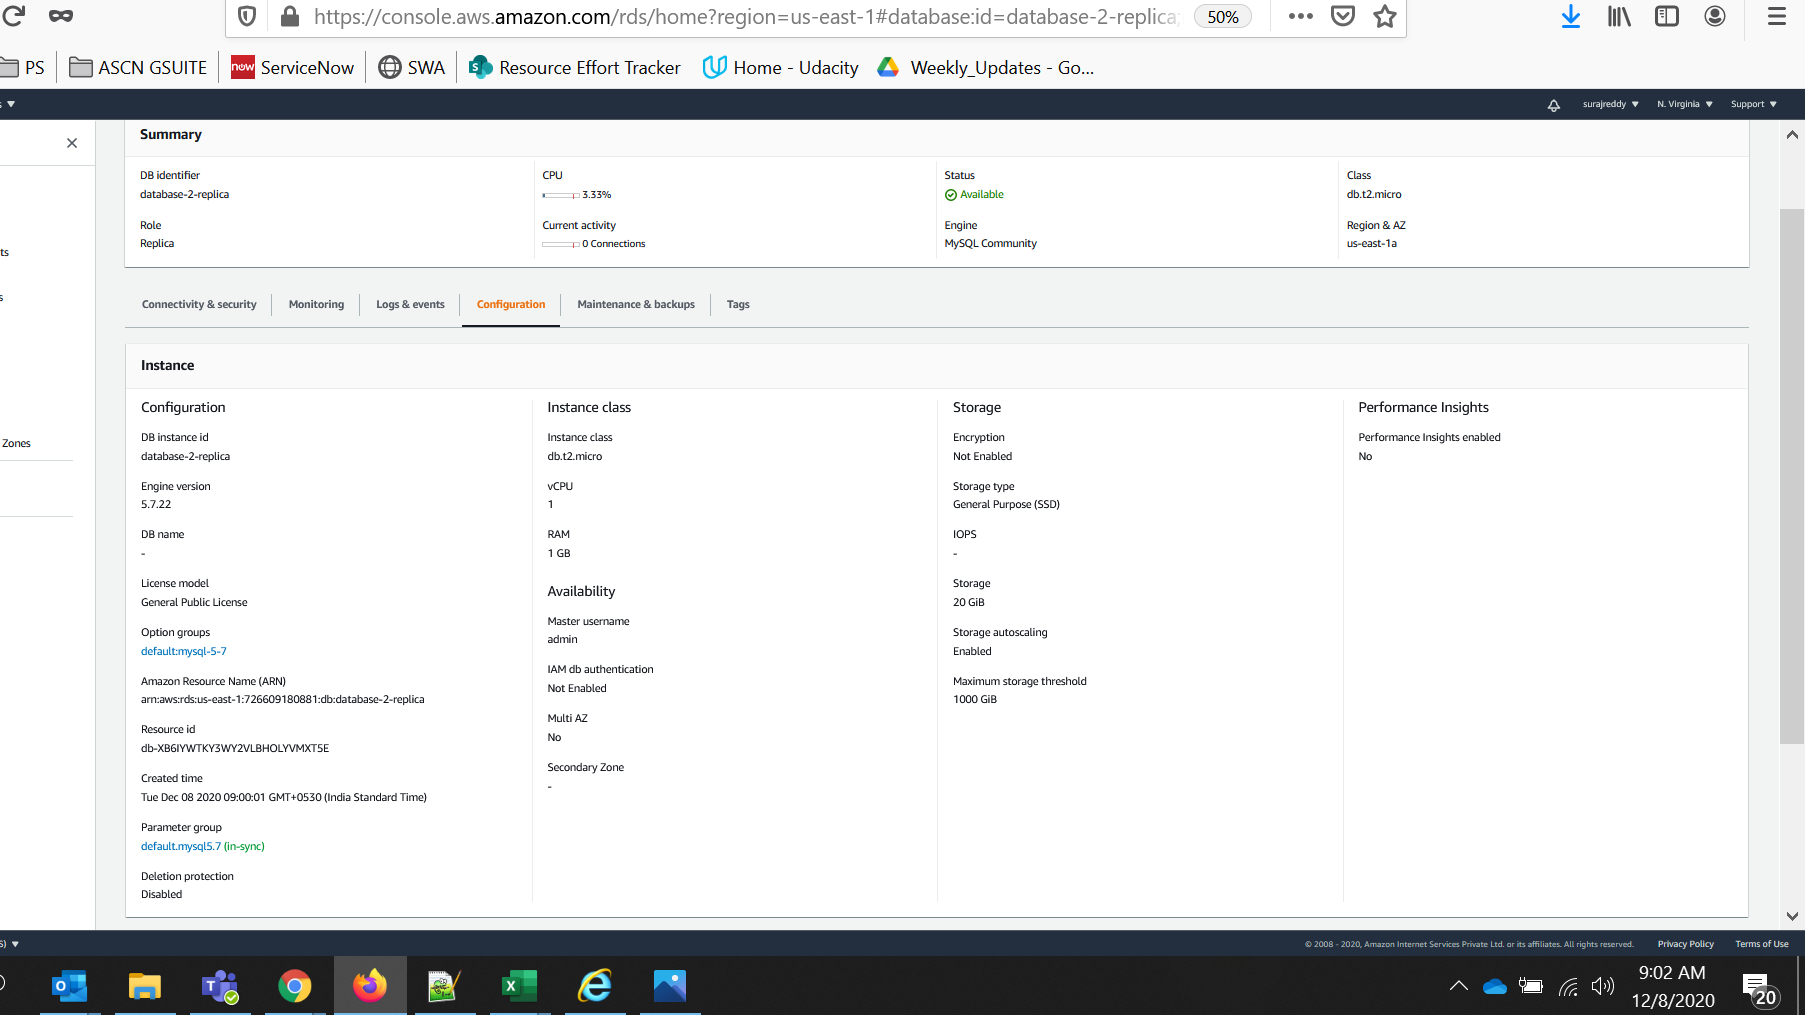 https://console.aws.amazon.com/rds/home?region=us-east-1#database:id=database-2-replica;
50%
PS
ASCN GSUITE
now
ServiceNow
SWA
S
Resource Effort Tracker
Home - Udacity
Weekly_Updates - Go...
surajreddy
N. Virginia
Support
Summary
DB identifier
database-2-replica
CPU
3.33%
Status
Available
Class
db.t2.micro
Role
Replica
Current activity
0 Connections
Engine
MySQL Community
Region & AZ
us-east-1a
ts
s
Zones
Connectivity & security
Monitoring
Logs & events
Configuration
Maintenance & backups
Tags
Instance
Configuration
DB instance id
database-2-replica
Engine version
5.7.22
DB name
-
License model
General Public License
Option groups
default:mysql-5-7
Amazon Resource Name (ARN)
arn:aws:rds:us-east-1:726609180881:db:database-2-replica
Resource id
db-XB6IYWTKY3WY2VLBHOLYVMXT5E
Created time
Tue Dec 08 2020 09:00:01 GMT+0530 (India Standard Time)
Parameter group
default.mysql5.7 (in-sync)
Deletion protection
Disabled
Instance class
Instance class
db.t2.micro
vCPU
1
RAM
1 GB
Availability
Master username
admin
IAM db authentication
Not Enabled
Multi AZ
No
Secondary Zone
-
Storage
Encryption
Not Enabled
Storage type
General Purpose (SSD)
IOPS
-
Storage
20 GiB
Storage autoscaling
Enabled
Maximum storage threshold
1000 GiB
Performance Insights
Performance Insights enabled
No
© 2008 - 2020, Amazon Internet Services Private Ltd. or its affiliates. All rights reserved.
Privacy Policy
Terms of Use
9:02 AM
12/8/2020
20